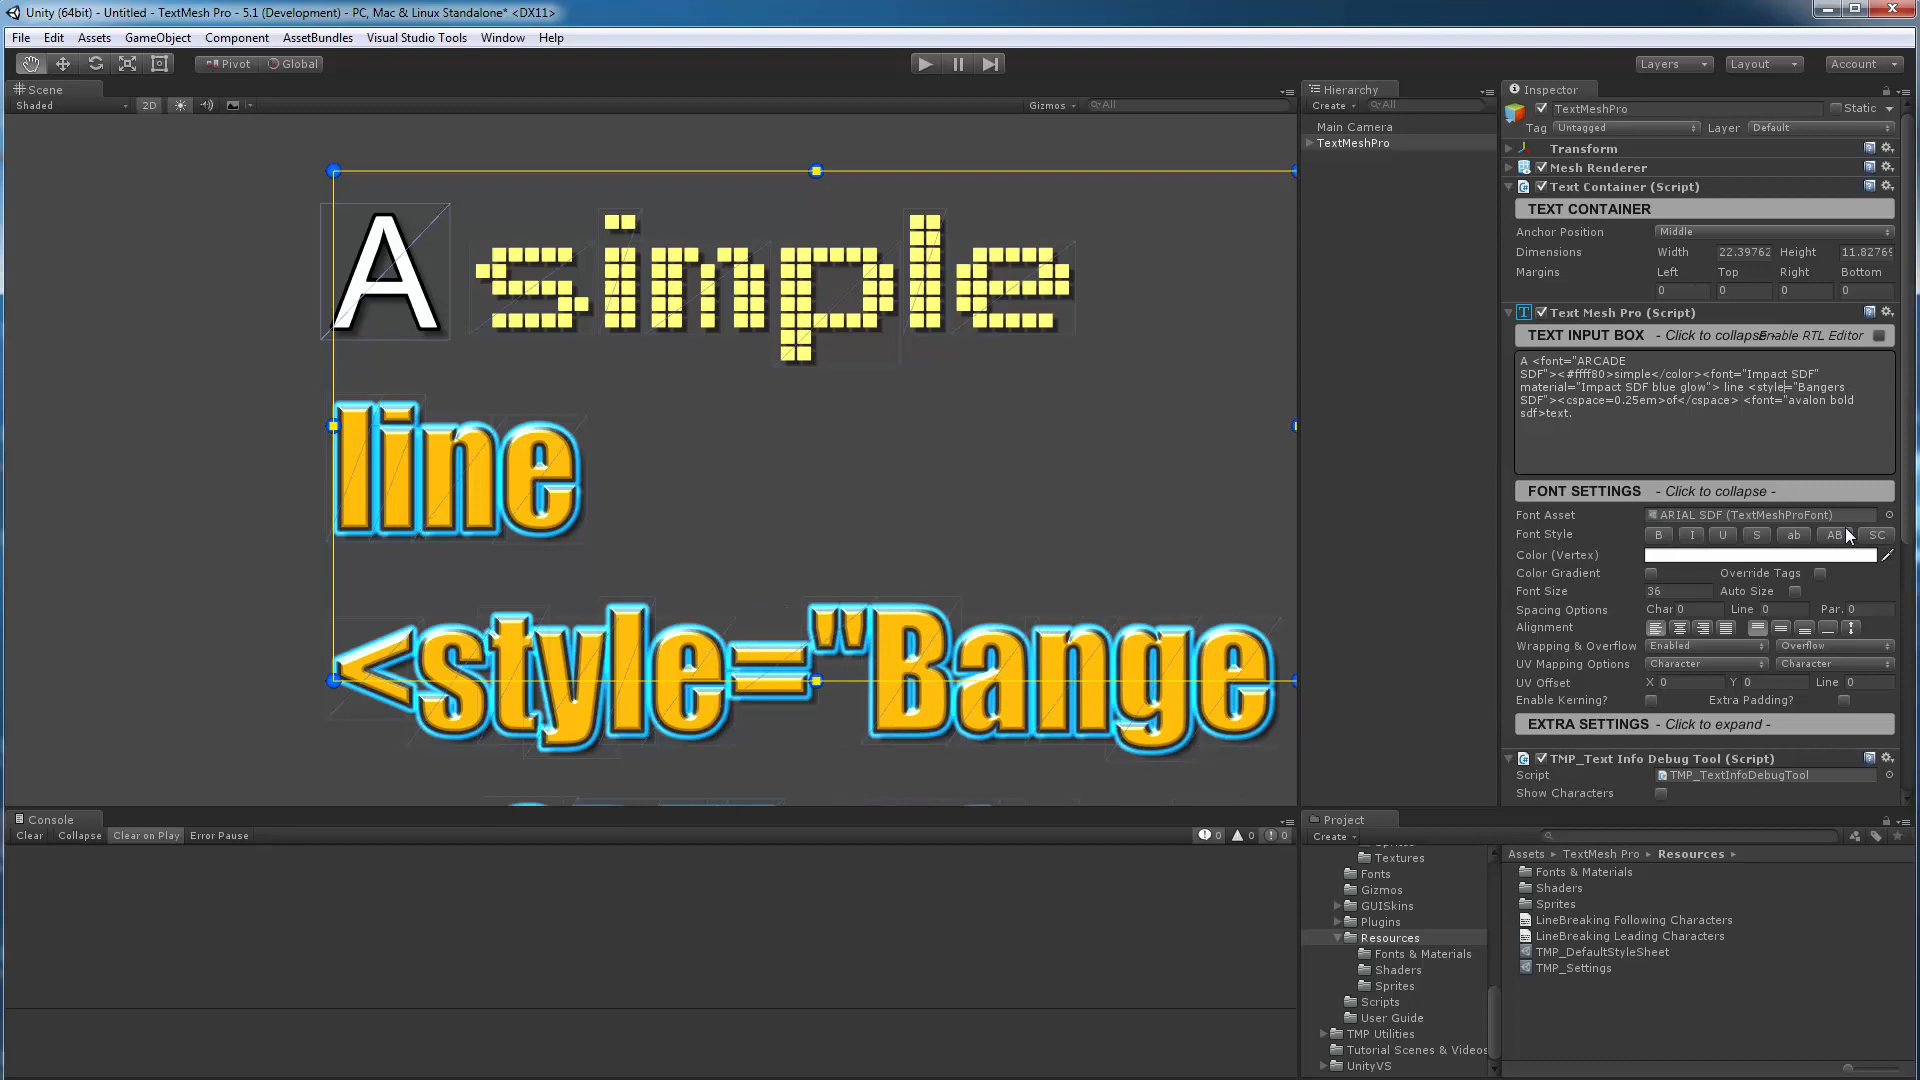 Unity (64bit) - Untitled - TextMesh Pro - 5.1 (Development) - PC, Mac & Linux Standalone* <DX11>
File Edit Assets GameObject Component AssetBundles Visual Studio Tools Window Help
Pivot Global Layers Layout Account
Scene
Shaded 2D Gizmos All
A simple
line
<style="Bange
Hierarchy
Create All
Main Camera
TextMeshPro
Inspector
TextMeshPro Static
Tag Untagged Layer Default
Transform
Mesh Renderer
Text Container (Script)
TEXT CONTAINER
Anchor Position Middle
Dimensions Width 22.39762 Height 11.8276
Margins Left Top Right Bottom
0 0 0 0
Text Mesh Pro (Script)
TEXT INPUT BOX - Click to collapse - Enable RTL Editor
A <font="ARCADE
SDF"><#ffff80>simple</color><font="Impact SDF"
material="Impact SDF blue glow"> line <style="Bangers
SDF"><cspace=0.25em>of</cspace> <font="avalon bold
sdf>text.
FONT SETTINGS - Click to collapse -
Font Asset ARIAL SDF (TextMeshProFont)
Font Style B I U S ab AB SC
Color (Vertex)
Color Gradient Override Tags
Font Size 36 Auto Size
Spacing Options Char 0 Line 0 Par. 0
Alignment
Wrapping & Overflow Enabled Overflow
UV Mapping Options Character Character
UV Offset X 0 Y 0 Line 0
Enable Kerning? Extra Padding?
EXTRA SETTINGS - Click to expand -
TMP_Text Info Debug Tool (Script)
Script TMP_TextInfoDebugTool
Show Characters
Console
Clear Collapse Clear on Play Error Pause 0 0 0
Project
Create
Textures
Fonts
Gizmos
GUISkins
Plugins
Resources
Fonts & Materials
Shaders
Sprites
Scripts
User Guide
TMP Utilities
Tutorial Scenes & Videos
UnityVS
Assets TextMesh Pro Resources
Fonts & Materials
Shaders
Sprites
LineBreaking Following Characters
LineBreaking Leading Characters
TMP_DefaultStyleSheet
TMP_Settings